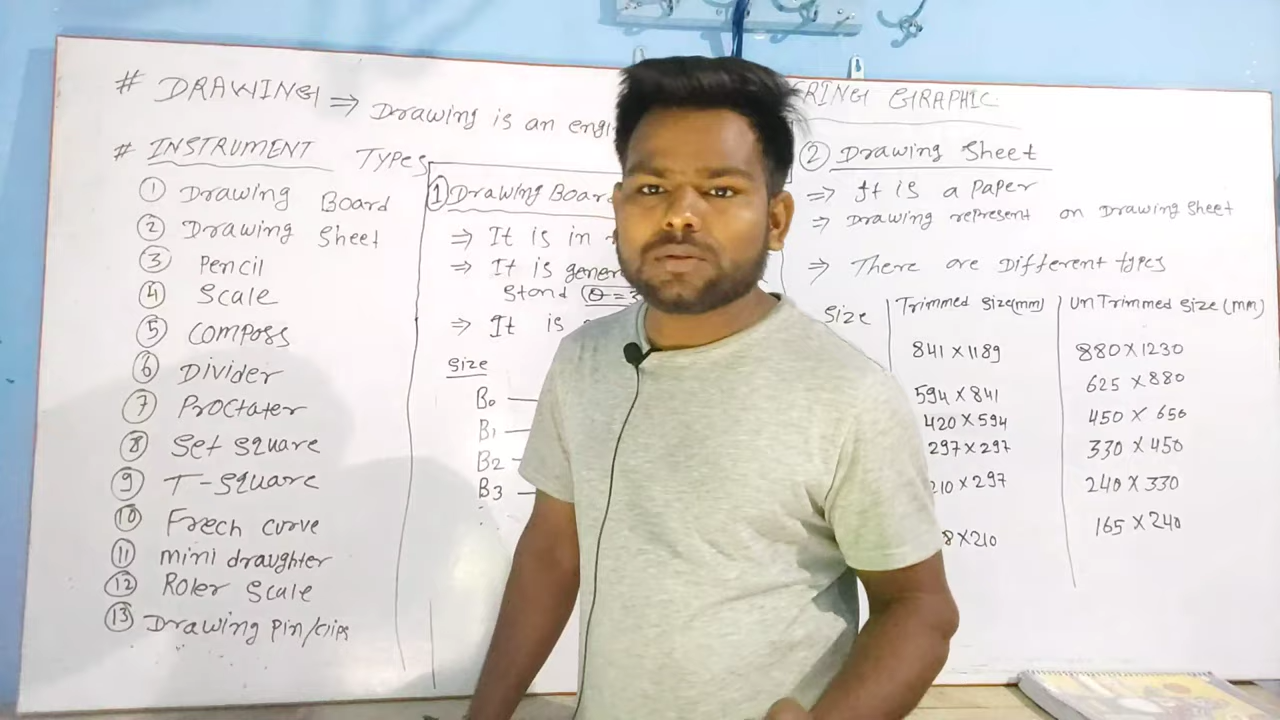 # DRAWING ⇒ Drawing is an
GRAPHIC
# INSTRUMENT TYPES
① Drawing Board
② Drawing Sheet
③ Pencil
④ Scale
⑤ Composs
⑥ Divider
⑦ Proctater
⑧ Set Square
⑨ T-Square
⑩ Frech curve
⑪ mini draughter
⑫ Roler Scale
⑬ Drawing Pin/Clips
① Drawing Board
⇒ It is in
⇒ It is
Stand
⇒ It is
Size
B₀
B₁
B₂
B₃
② Drawing Sheet
⇒ It is a Paper
⇒ Drawing represent on Drawing Sheet
⇒ There are Different types
Size Trimmed Size(mm) UnTrimmed Size (mm)
841 × 1189 880 × 1230
594 × 841 625 × 880
420 × 594 450 × 650
297 × 297 330 × 450
210 × 297 240 × 330
8 × 210 165 × 240